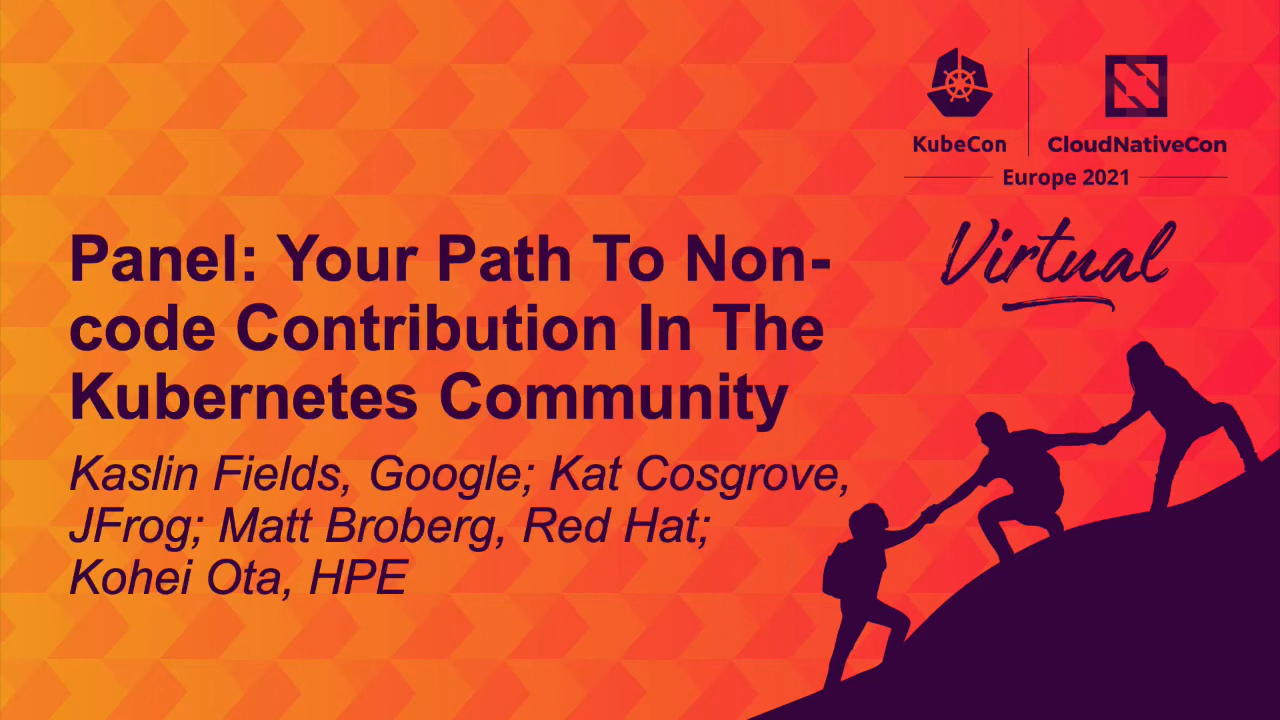 KubeCon
CloudNativeCon
Europe 2021
Virtual
Panel: Your Path To Non-
code Contribution In The
Kubernetes Community
Kaslin Fields, Google; Kat Cosgrove,
JFrog; Matt Broberg, Red Hat;
Kohei Ota, HPE